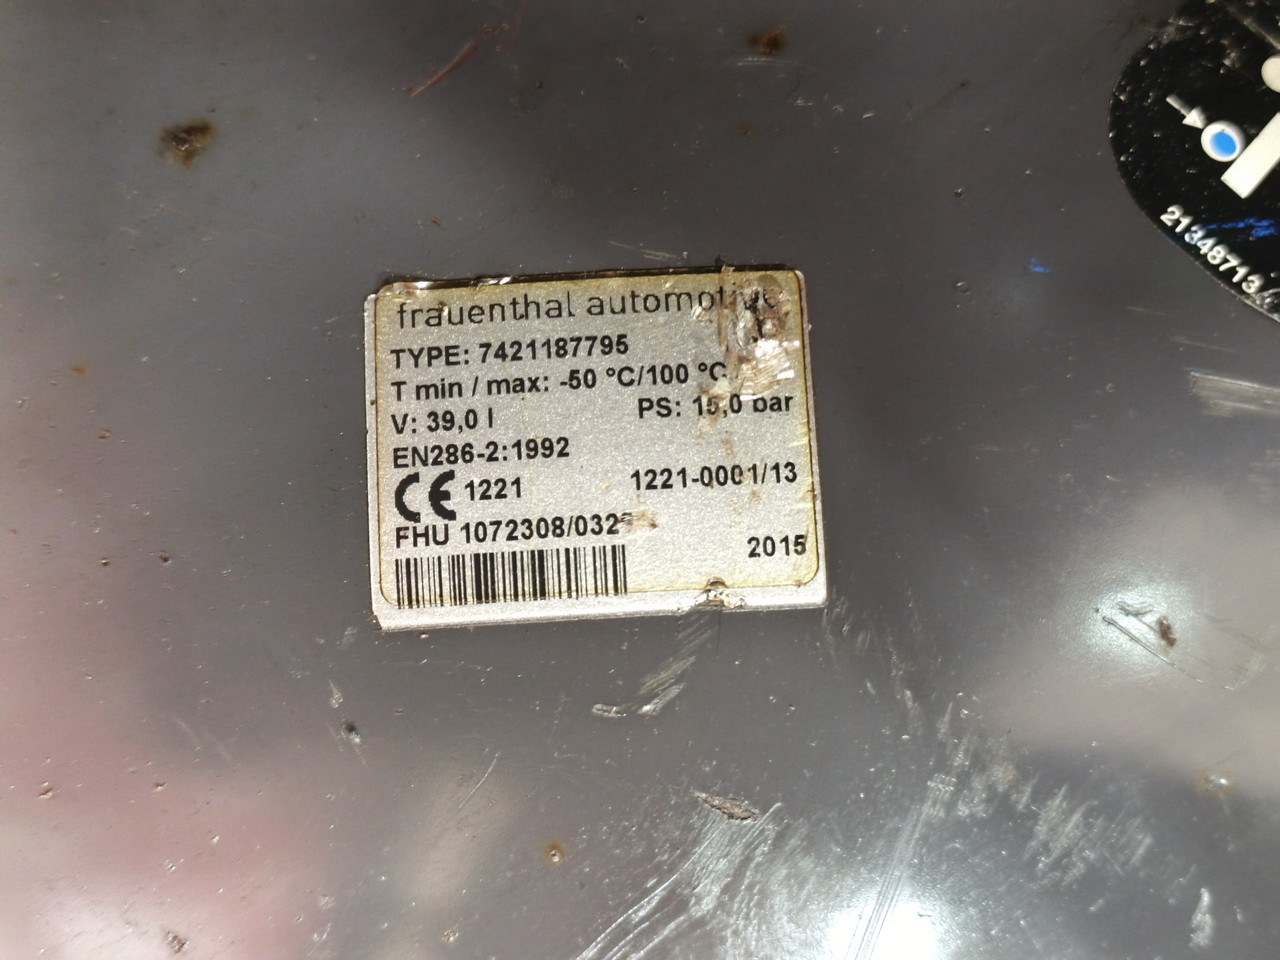 frauenthal automotive
TYPE: 7421187795
T min / max: -50 °C/100 °C
V: 39,0 l PS: 15,0 bar
EN286-2:1992
CE 1221 1221-0001/13
FHU 1072308/032
2015
21348713